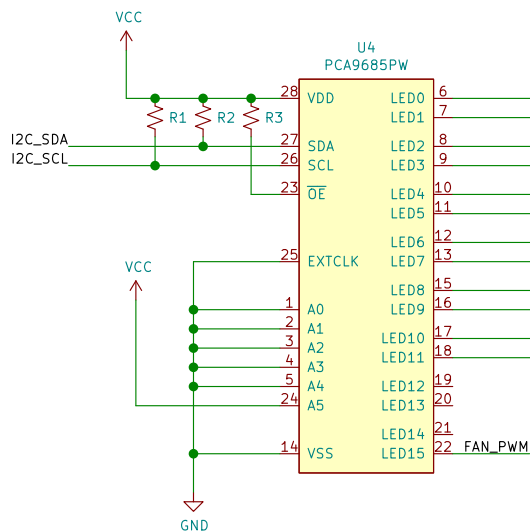 VCC
U4
PCA9685PW
28 VDD LED0 6
R1 R2 R3
LED1 7
I2C_SDA 27 SDA LED2 8
I2C_SCL 26 SCL LED3 9
23 OE LED4 10
LED5 11
LED6 12
25 EXTCLK LED7 13
VCC
LED8 15
1 A0 LED9 16
2 A1
3 A2 LED10 17
4 A3 LED11 18
5 A4 LED12 19
24 A5 LED13 20
LED14 21
14 VSS LED15 22 FAN_PWM
GND